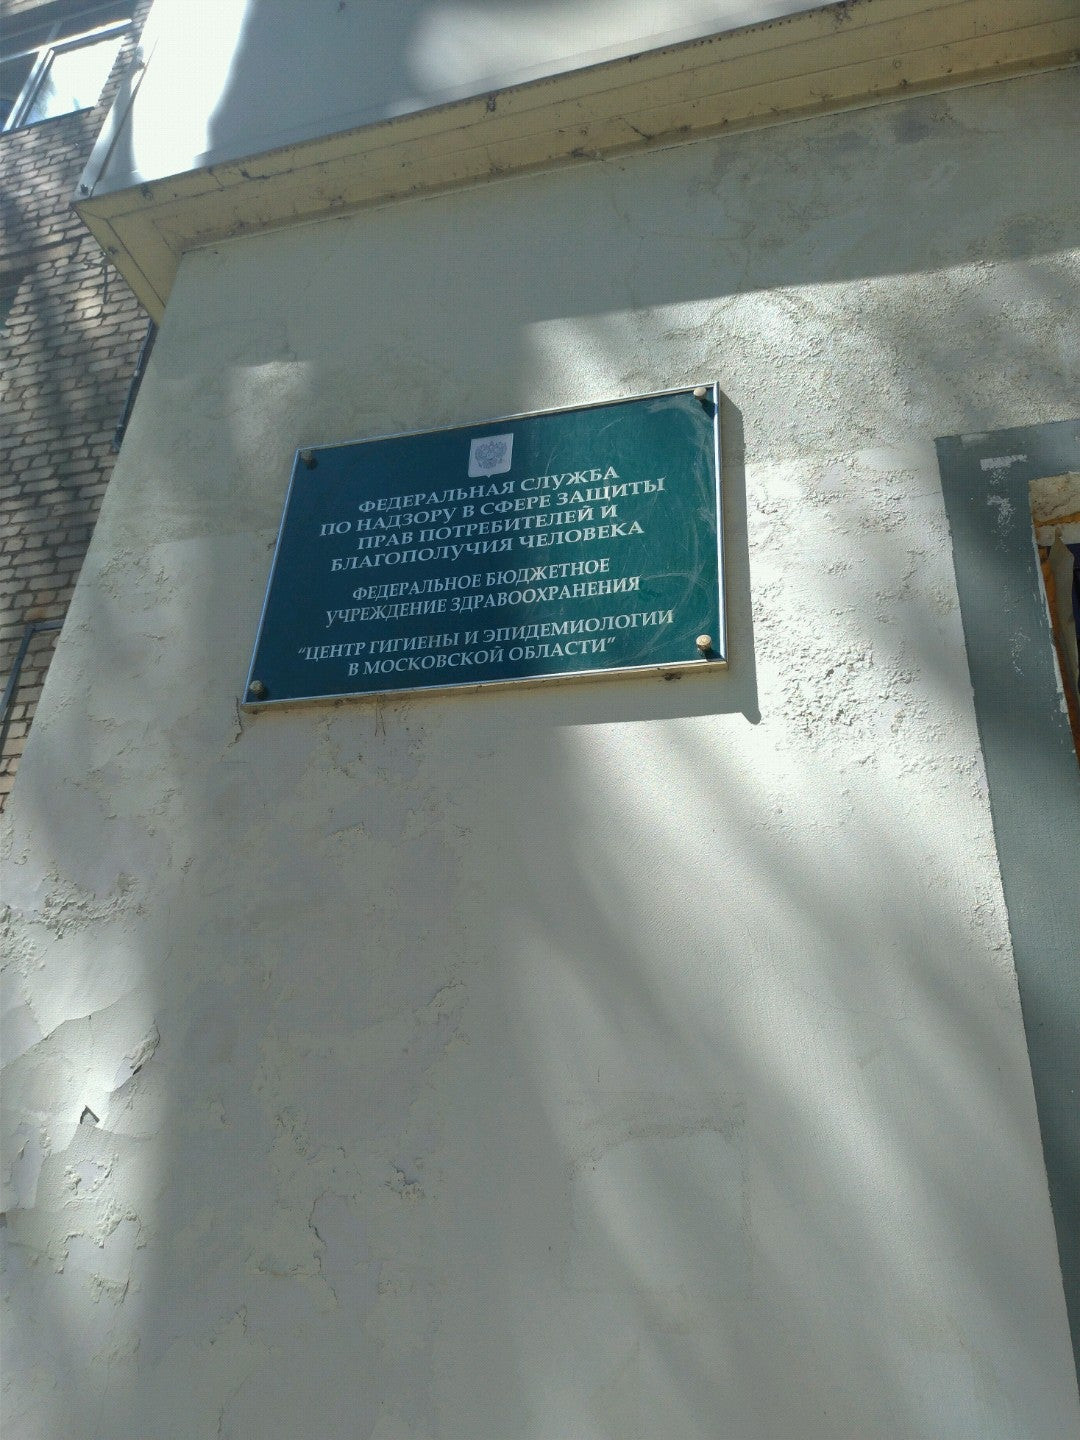 ФЕДЕРАЛЬНАЯ СЛУЖБА
ПО НАДЗОРУ В СФЕРЕ ЗАЩИТЫ
ПРАВ ПОТРЕБИТЕЛЕЙ И
БЛАГОПОЛУЧИЯ ЧЕЛОВЕКА
ФЕДЕРАЛЬНОЕ БЮДЖЕТНОЕ
УЧРЕЖДЕНИЕ ЗДРАВООХРАНЕНИЯ
“ЦЕНТР ГИГИЕНЫ И ЭПИДЕМИОЛОГИИ
В МОСКОВСКОЙ ОБЛАСТИ”